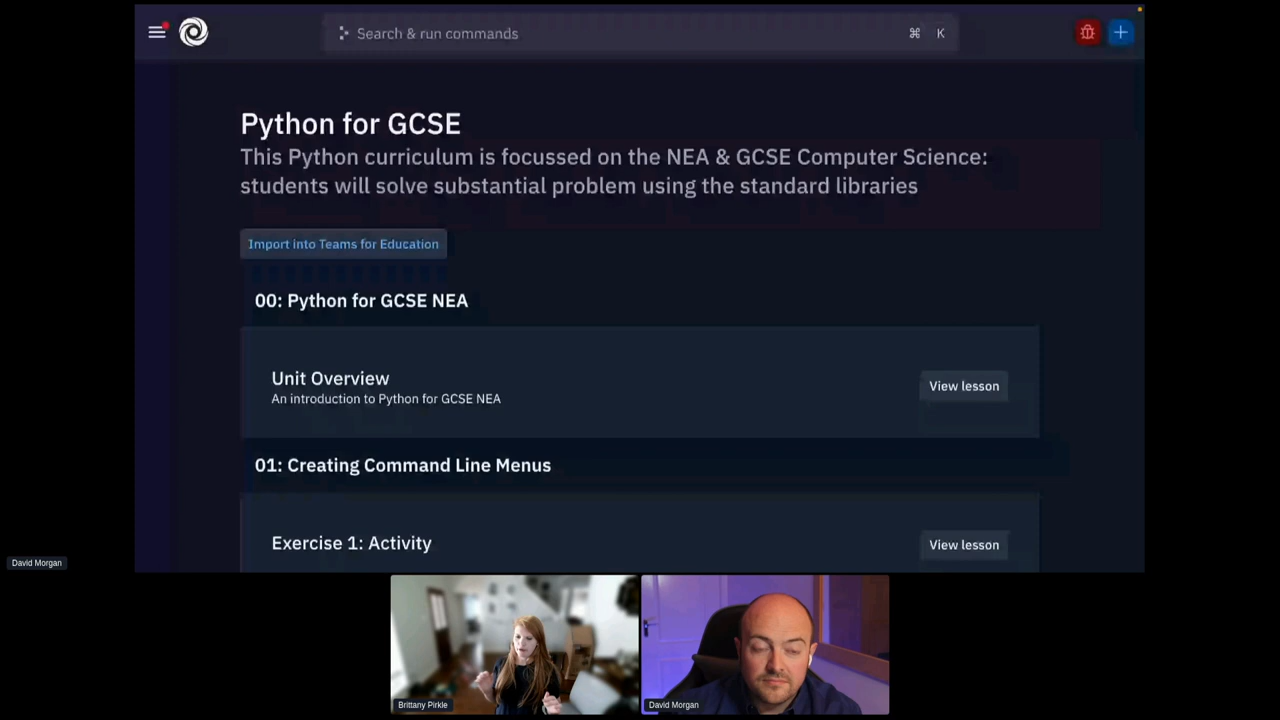 Search & run commands
⌘ K
Python for GCSE
This Python curriculum is focussed on the NEA & GCSE Computer Science:
students will solve substantial problem using the standard libraries
Import into Teams for Education
00: Python for GCSE NEA
Unit Overview
An introduction to Python for GCSE NEA
View lesson
01: Creating Command Line Menus
Exercise 1: Activity
View lesson
David Morgan
Brittany Pirkle
David Morgan